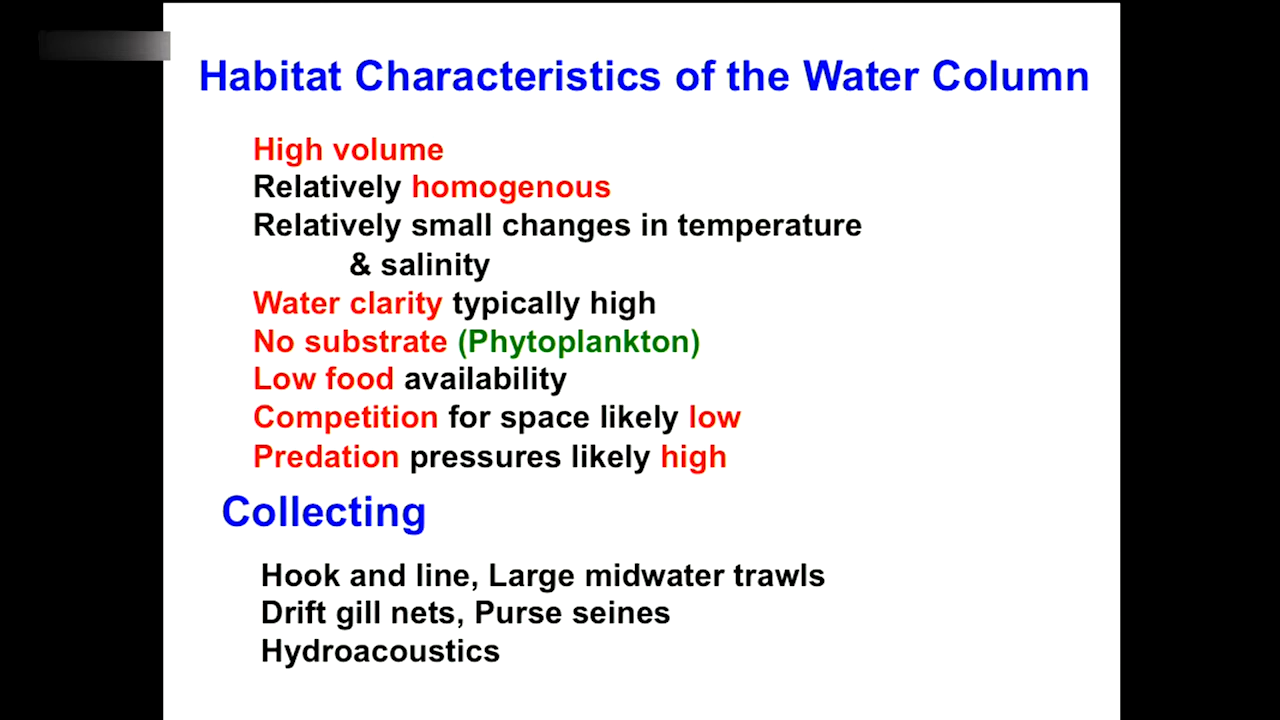 Habitat Characteristics of the Water Column
High volume
Relatively homogenous
Relatively small changes in temperature
& salinity
Water clarity typically high
No substrate (Phytoplankton)
Low food availability
Competition for space likely low
Predation pressures likely high
Collecting
Hook and line, Large midwater trawls
Drift gill nets, Purse seines
Hydroacoustics